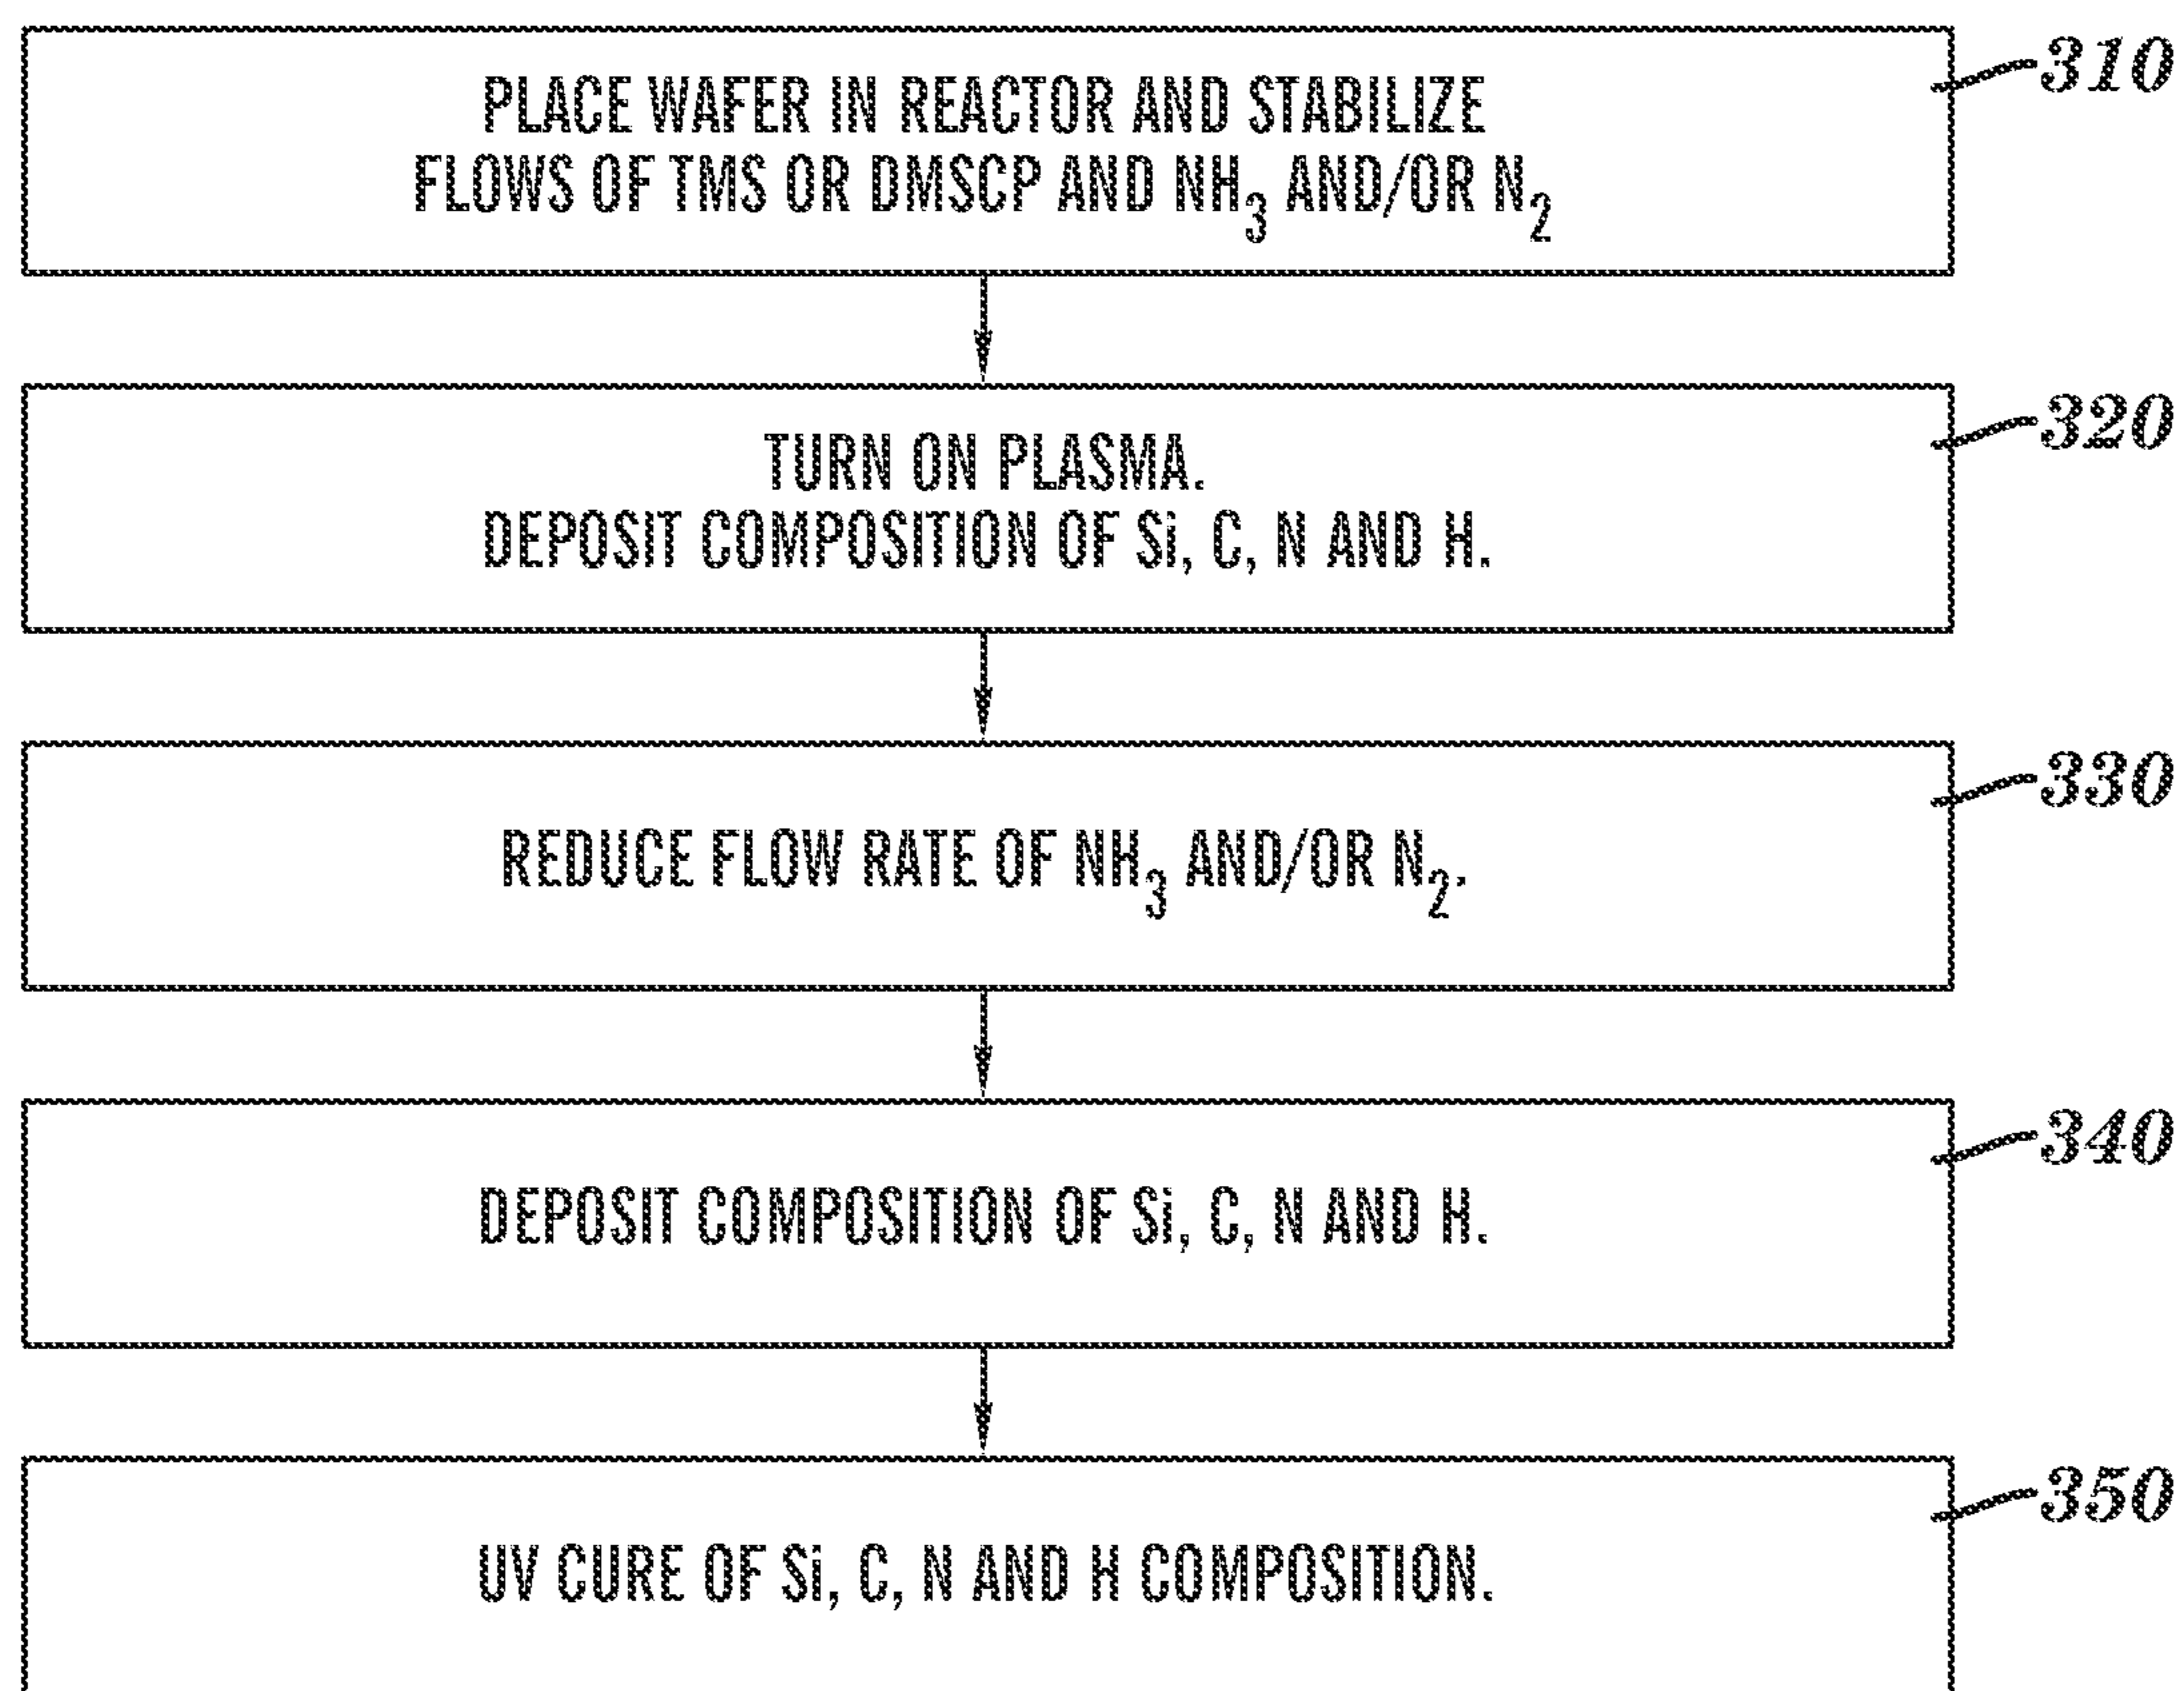 PLACE WAFER IN REACTOR AND STABILIZE
FLOWS OF TMS OR DMSCP AND NH3 AND/OR N2
310
TURN ON PLASMA.
DEPOSIT COMPOSITION OF Si, C, N AND H.
320
REDUCE FLOW RATE OF NH3 AND/OR N2.
330
DEPOSIT COMPOSITION OF Si, C, N AND H.
340
UV CURE OF Si, C, N AND H COMPOSITION.
350